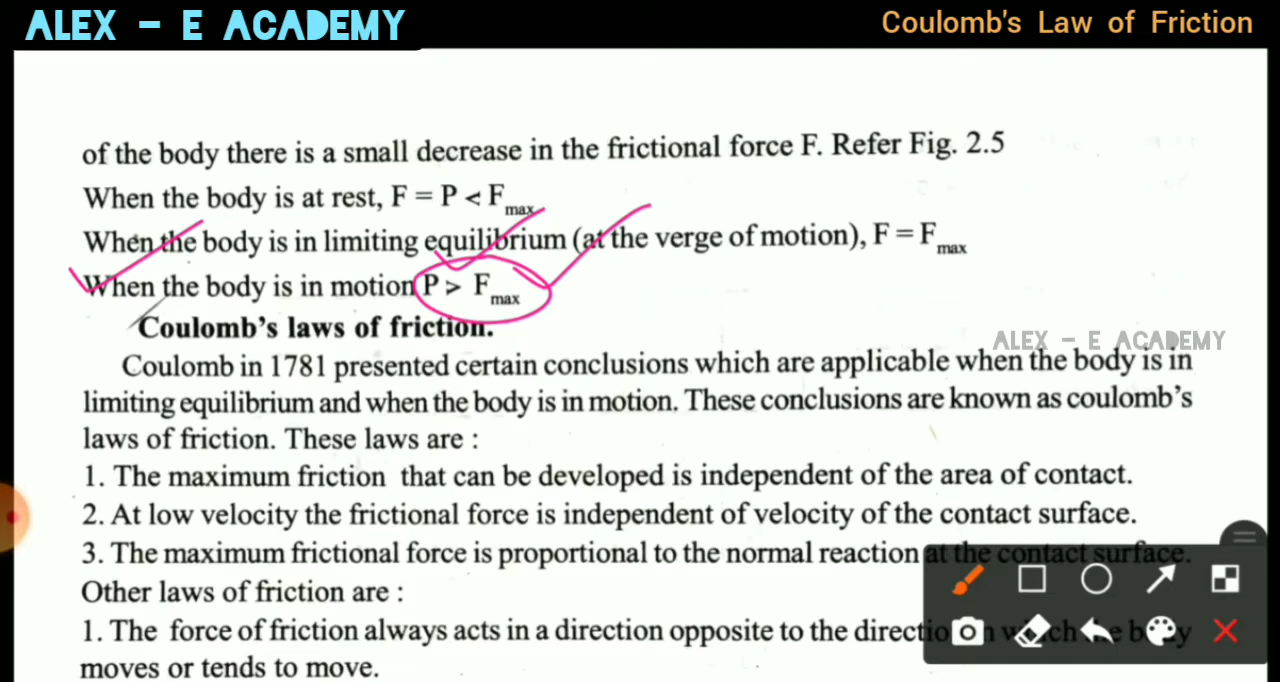 ALEX - E ACADEMY
Coulomb's Law of Friction
of the body there is a small decrease in the frictional force F. Refer Fig. 2.5
When the body is at rest, F = P < Fmax
When the body is in limiting equilibrium (at the verge of motion), F = Fmax
When the body is in motion P > Fmax
Coulomb's laws of friction.
ALEX - E ACADEMY
Coulomb in 1781 presented certain conclusions which are applicable when the body is in
limiting equilibrium and when the body is in motion. These conclusions are known as coulomb's
laws of friction. These laws are :
1. The maximum friction that can be developed is independent of the area of contact.
2. At low velocity the frictional force is independent of velocity of the contact surface.
3. The maximum frictional force is proportional to the normal reaction at the contact surface.
Other laws of friction are :
1. The force of friction always acts in a direction opposite to the direction in which the body
moves or tends to move.